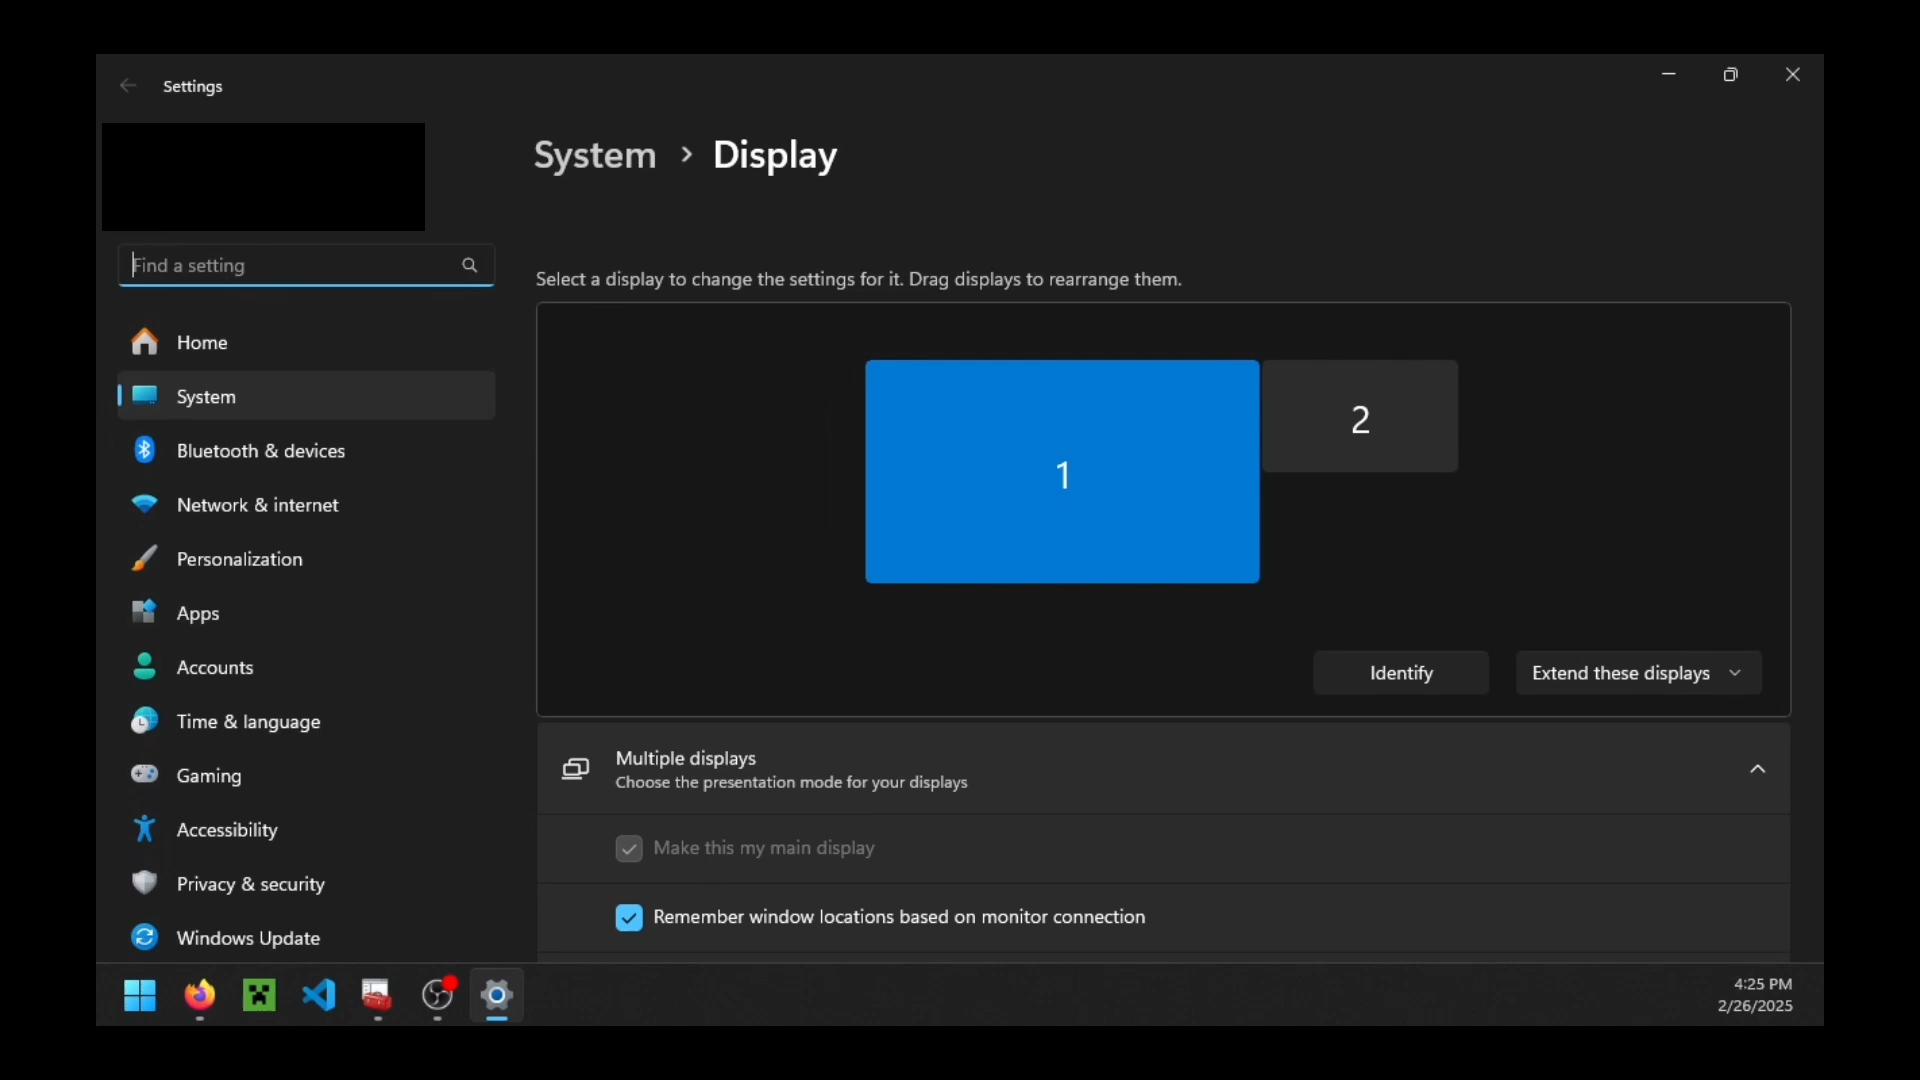 Settings
System > Display
Find a setting
Select a display to change the settings for it. Drag displays to rearrange them.
Home
System
Bluetooth & devices
Network & internet
Personalization
Apps
Accounts
Time & language
Gaming
Accessibility
Privacy & security
Windows Update
1
2
Identify
Extend these displays
Multiple displays
Choose the presentation mode for your displays
Make this my main display
Remember window locations based on monitor connection
4:25 PM
2/26/2025